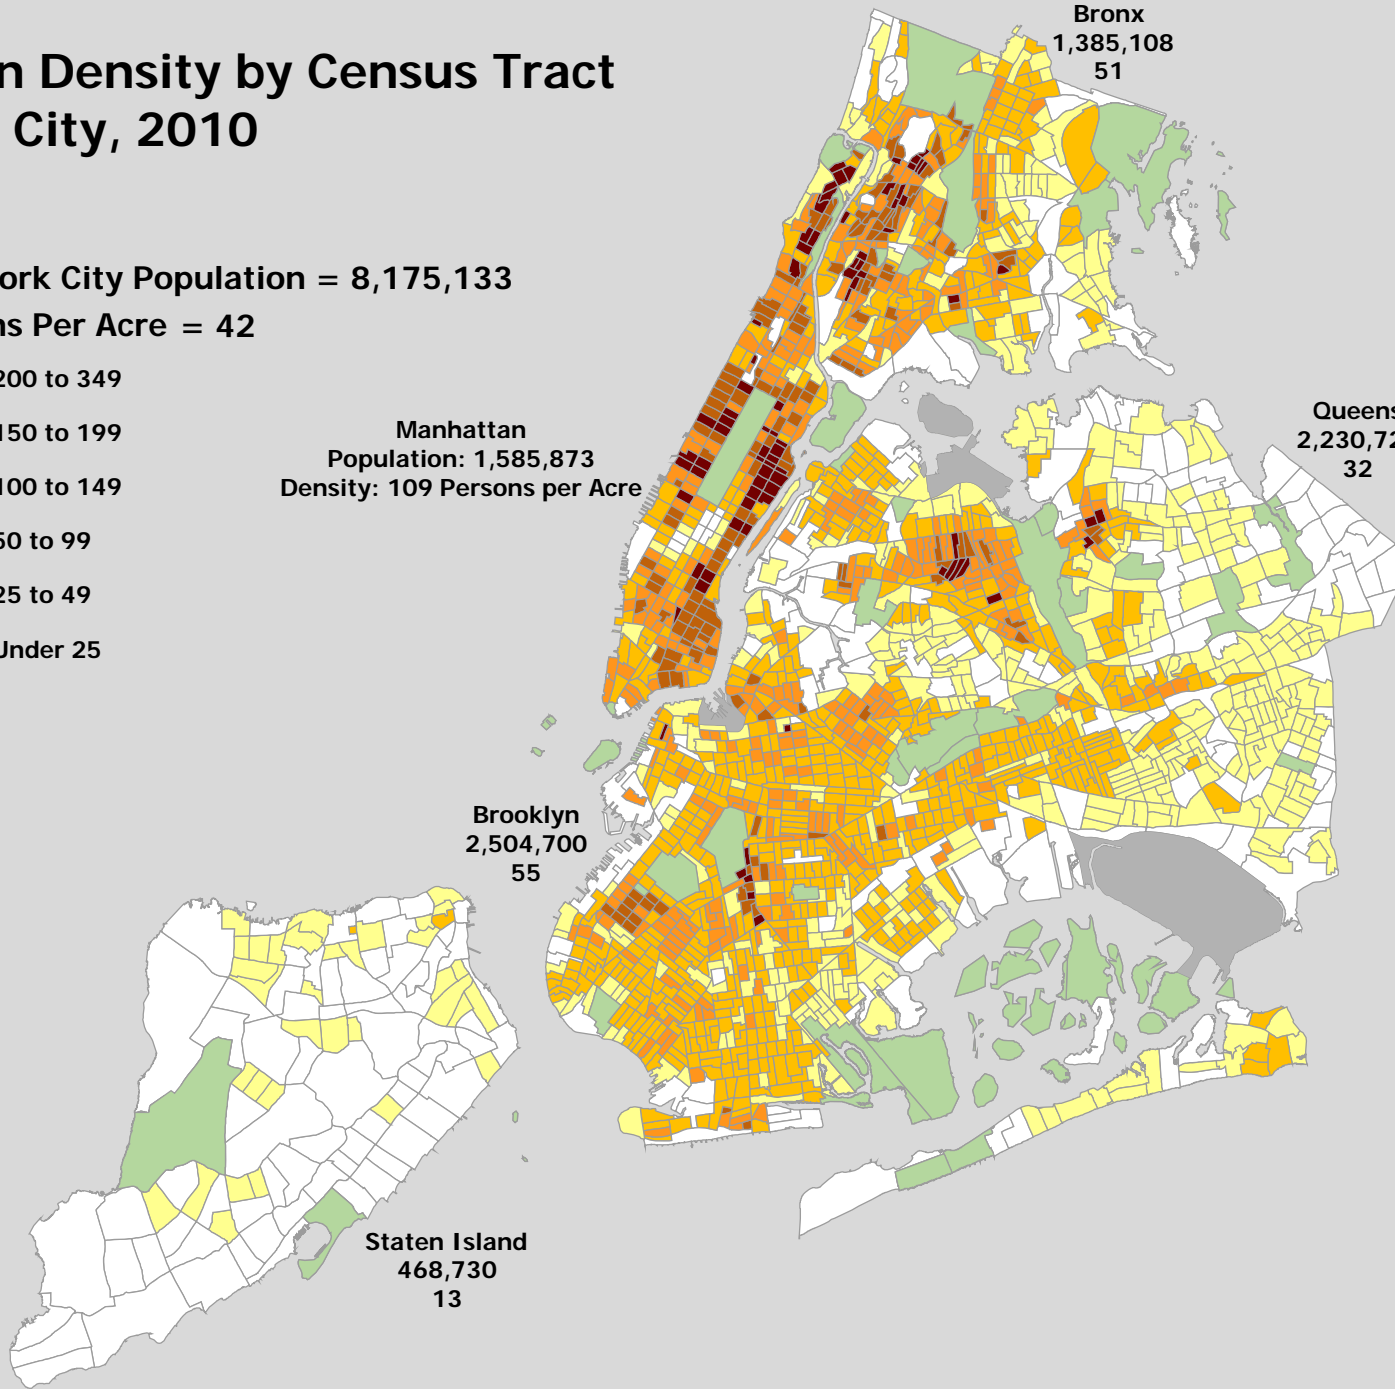 n Density by Census Tract
City, 2010
ork City Population = 8,175,133
ns Per Acre = 42
200 to 349
150 to 199
100 to 149
50 to 99
25 to 49
Under 25
Bronx
1,385,108
51
Manhattan
Population: 1,585,873
Density: 109 Persons per Acre
Queens
2,230,72
32
Brooklyn
2,504,700
55
Staten Island
468,730
13